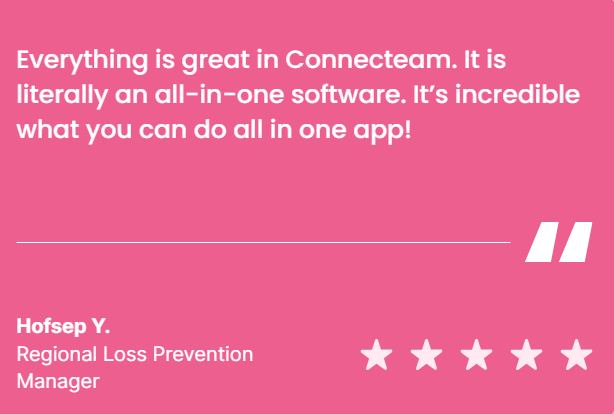 Everything is great in Connecteam. It is
literally an all-in-one software. It’s incredible
what you can do all in one app!
Hofsep Y.
Regional Loss Prevention
Manager